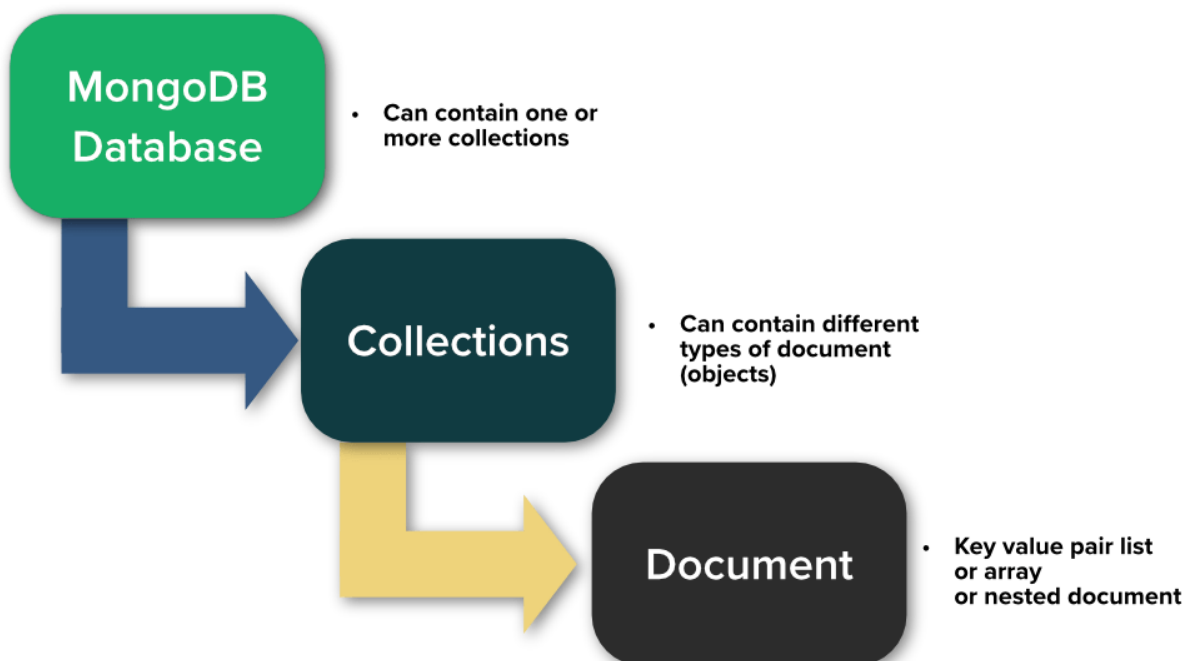 MongoDB
Database
• Can contain one or
more collections
Collections
• Can contain different
types of document
(objects)
Document
• Key value pair list
or array
or nested document